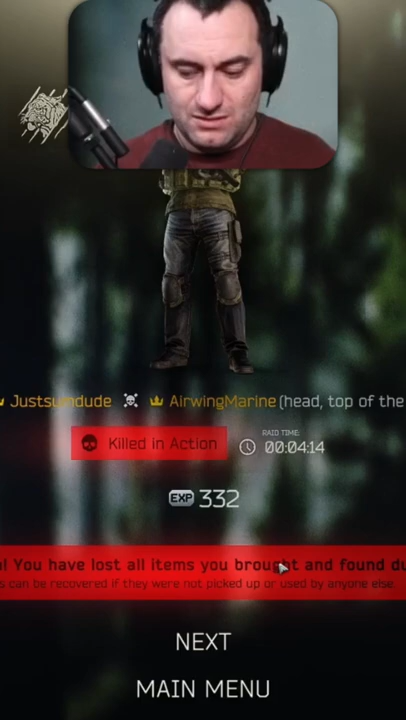 Justsumdude AirwingMarine (head, top of the
Killed in Action
RAID TIME:
00:04:14
EXP 332
You have lost all items you brought and found
can be recovered if they were not picked up or used by anyone else.
NEXT
MAIN MENU